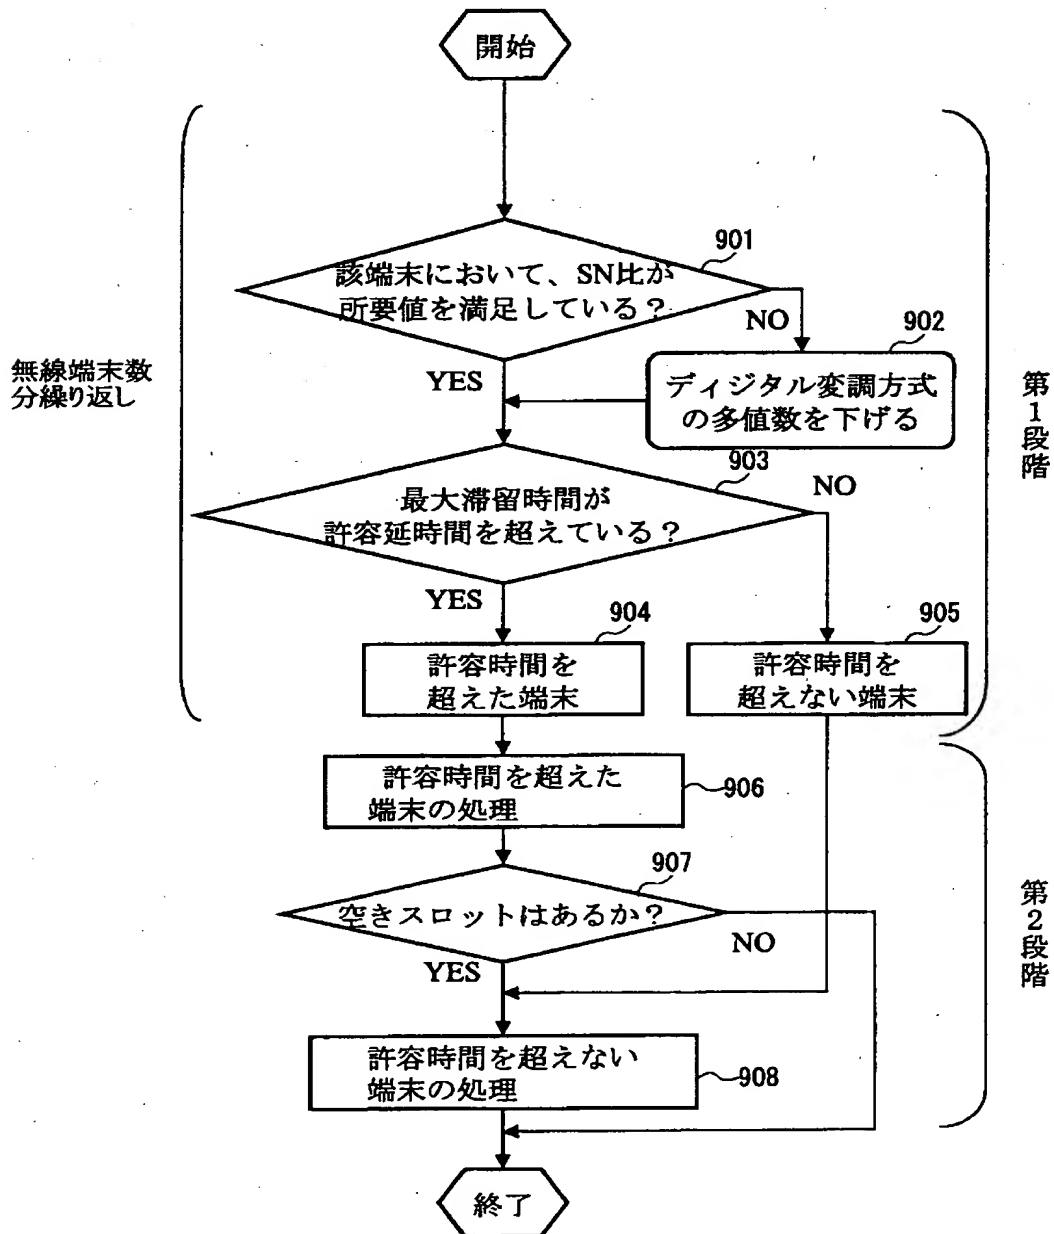 開始
901
該端末において、SN比が
所要値を満足している？
NO
902
YES
ディジタル変調方式
の多値数を下げる
無線端末数
分繰り返し
第1段階
903
最大滞留時間が
許容延時間を超えている？
NO
YES
904
905
許容時間を
超えた端末
許容時間を
超えない端末
許容時間を超えた
端末の処理
906
907
空きスロットはあるか？
NO
YES
第2段階
許容時間を超えない
端末の処理
908
終了